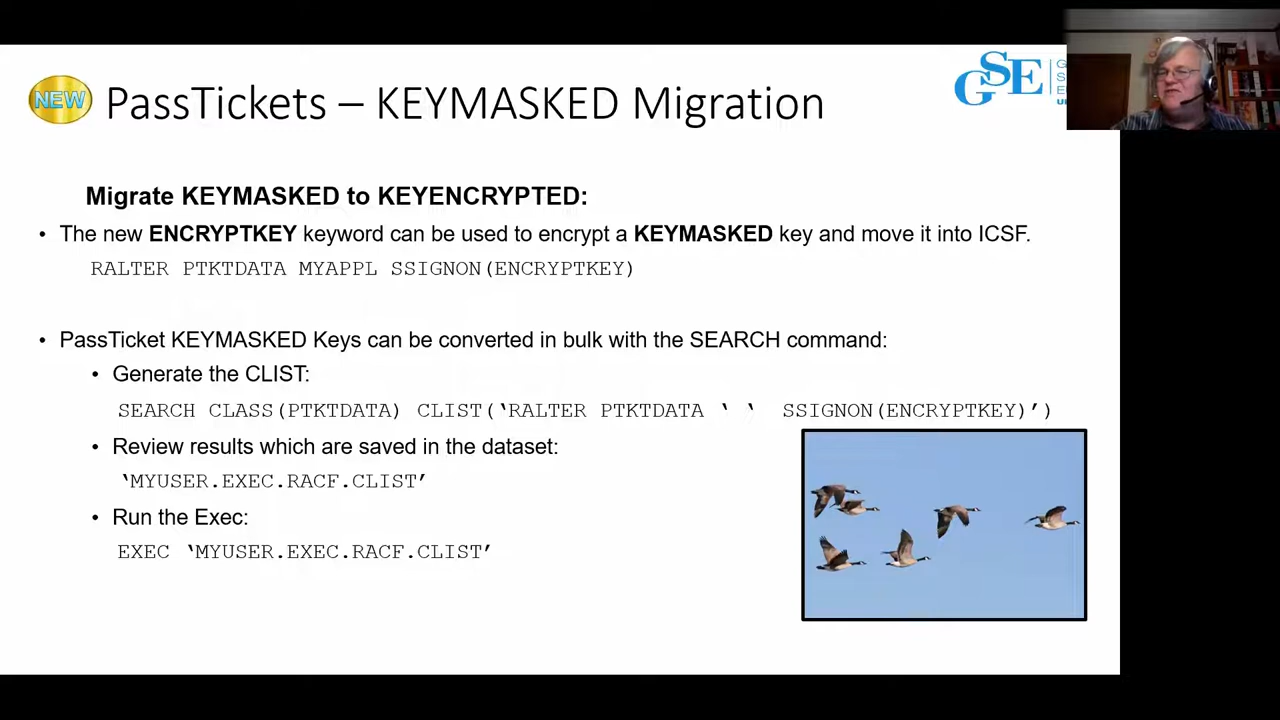 NEW
PassTickets – KEYMASKED Migration
GSE
Migrate KEYMASKED to KEYENCRYPTED:
• The new ENCRYPTKEY keyword can be used to encrypt a KEYMASKED key and move it into ICSF.
RALTER PTKTDATA MYAPPL SSIGNON(ENCRYPTKEY)
• PassTicket KEYMASKED Keys can be converted in bulk with the SEARCH command:
• Generate the CLIST:
SEARCH CLASS(PTKTDATA) CLIST(‘RALTER PTKTDATA ‘ ‘ SSIGNON(ENCRYPTKEY)’)
• Review results which are saved in the dataset:
‘MYUSER.EXEC.RACF.CLIST’
• Run the Exec:
EXEC ‘MYUSER.EXEC.RACF.CLIST’